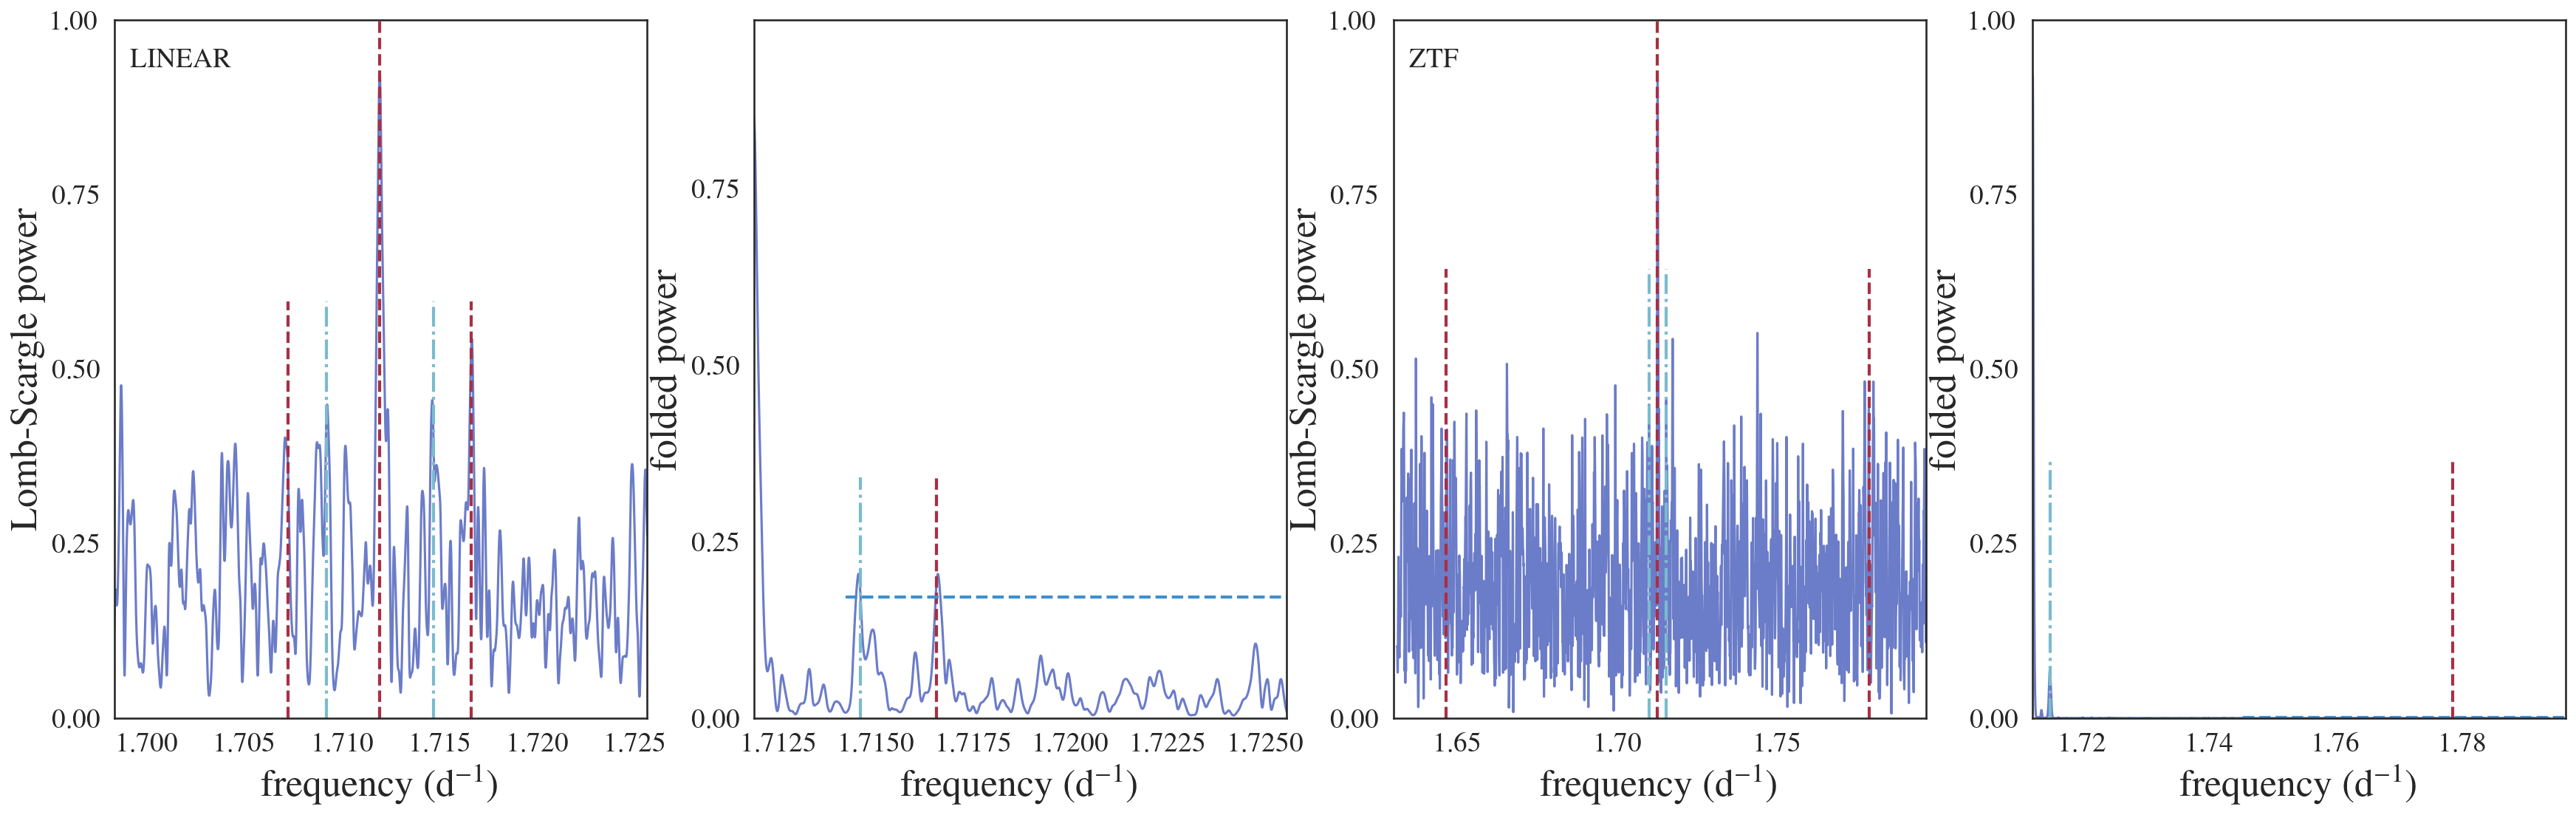 LINEAR
Lomb-Scargle power
1.00
0.75
0.50
0.25
0.00
1.700 1.705 1.710 1.715 1.720 1.725
frequency (d⁻¹)
folded power
0.75
0.50
0.25
0.00
1.7125 1.7150 1.7175 1.7200 1.7225 1.7250
frequency (d⁻¹)
ZTF
Lomb-Scargle power
1.00
0.75
0.50
0.25
0.00
1.65 1.70 1.75
frequency (d⁻¹)
folded power
1.00
0.75
0.50
0.25
0.00
1.72 1.74 1.76 1.78
frequency (d⁻¹)